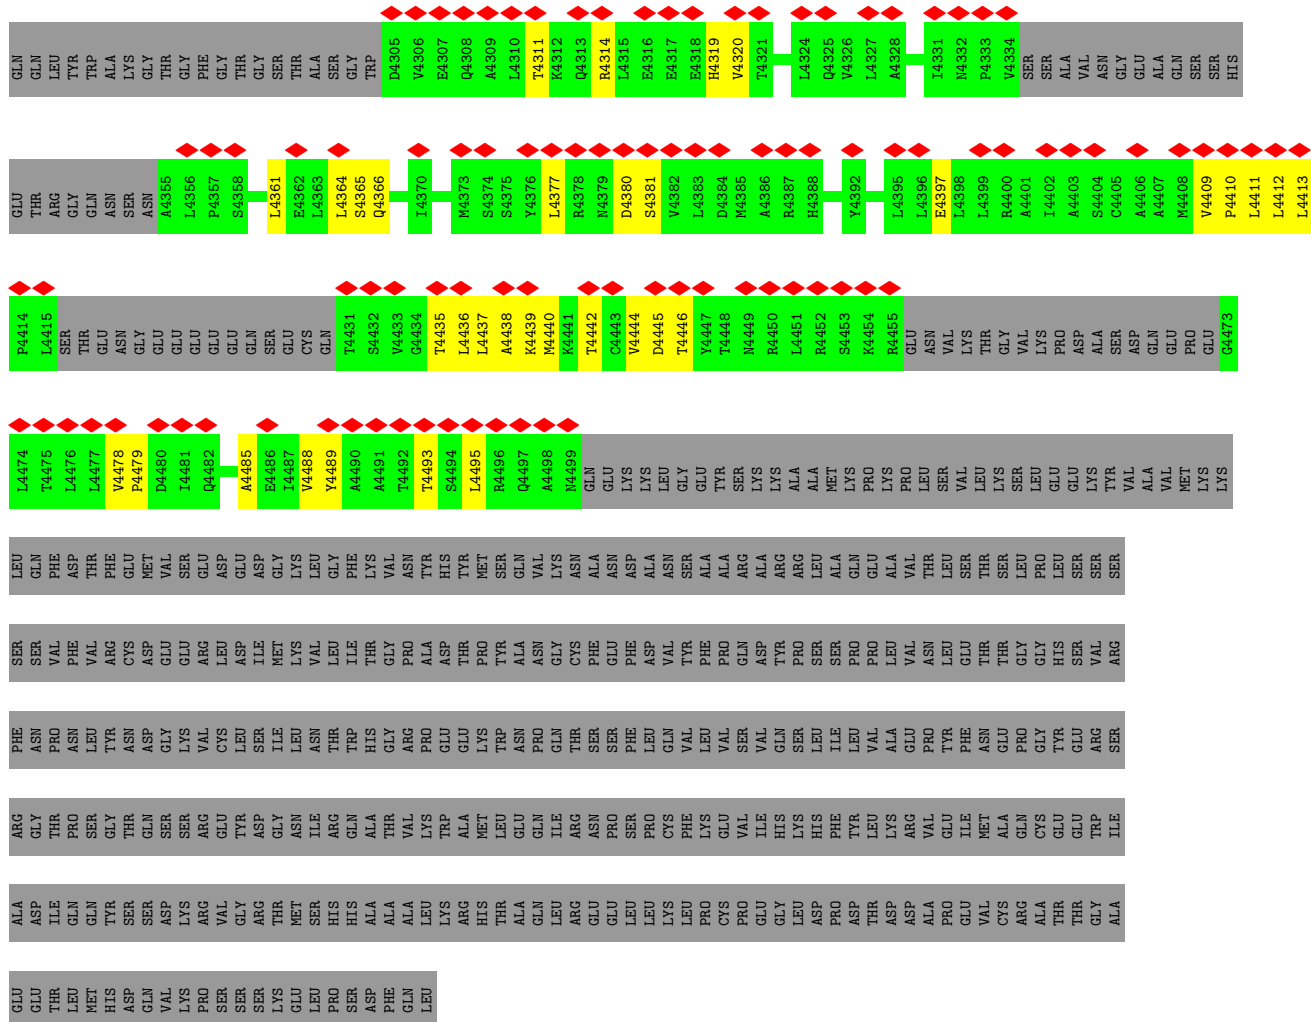 GLN GLN LEU TYR TRP ALA LYS GLY THR GLY PHE GLY THR GLY SER THR ALA SER GLY TRP D4305 V4306 E4307 Q4308 A4309 L4310 T4311 K4312 Q4313 R4314 L4315 E4316 E4317 E4318 H4319 V4320 T4321 L4324 Q4325 V4326 L4327 A4328 I4331 N4332 P4333 V4334 SER SER ALA VAL ASN GLY GLU ALA GLN SER SER HIS
GLU THR ARG GLY GLN ASN SER ASN A4355 L4356 P4357 S4358 L4361 E4362 L4363 L4364 S4365 Q4366 I4370 M4373 S4374 S4375 Y4376 L4377 R4378 N4379 D4380 S4381 V4382 L4383 D4384 M4385 A4386 R4387 H4388 Y4392 L4395 L4396 E4397 L4398 L4399 R4400 A4401 I4402 A4403 S4404 C4405 A4406 A4407 M4408 V4409 P4410 L4411 L4412 L4413
P4414 L4415 SER THR GLU ASN GLY GLU GLU GLU GLU GLU GLN SER GLU CYS GLN T4431 S4432 V4433 G4434 T4435 L4436 L4437 A4438 K4439 M4440 K4441 T4442 C4443 V4444 D4445 T4446 Y4447 T4448 N4449 R4450 L4451 R4452 S4453 K4454 R4455 GLU ASN VAL LYS THR GLY VAL LYS PRO ASP ALA SER ASP GLN GLU PRO GLU G4473
L4474 T4475 L4476 L4477 V4478 P4479 D4480 I4481 Q4482 A4485 E4486 I4487 V4488 Y4489 A4490 A4491 T4492 T4493 S4494 L4495 R4496 Q4497 A4498 N4499 GLN GLU LYS LYS LEU GLY GLU TYR SER LYS LYS ALA ALA MET LYS PRO LYS PRO LEU SER VAL LEU LYS SER LEU GLU GLU LYS TYR VAL ALA VAL MET LYS LYS
LEU GLN PHE ASP THR PHE GLU MET VAL SER GLU ASP GLU ASP GLY LYS LEU GLY PHE LYS VAL ASN TYR HIS TYR MET SER GLN VAL LYS ASN ALA ASN ASP ALA ASN SER ALA ALA ARG ALA ARG ARG LEU ALA GLN GLU ALA VAL THR LEU SER THR SER LEU PRO LEU SER SER SER
SER SER VAL PHE VAL ARG CYS ASP GLU GLU ARG LEU ASP ILE MET LYS VAL LEU ILE THR GLY PRO ALA ASP THR PRO TYR ALA ASN GLY CYS PHE GLU PHE ASP VAL TYR PHE PRO GLN ASP TYR PRO SER SER PRO PRO LEU VAL ASN LEU GLU THR THR GLY GLY HIS SER VAL ARG
PHE ASN PRO ASN LEU TYR ASN ASP GLY LYS VAL CYS LEU SER ILE LEU ASN THR TRP HIS GLY ARG PRO GLU GLU LYS TRP ASN PRO GLN THR SER SER PHE LEU GLN VAL LEU VAL SER VAL GLN SER LEU ILE LEU VAL ALA GLU PRO TYR PHE ASN GLU PRO GLY TYR GLU ARG SER
ARG GLY THR PRO SER GLY THR GLN SER SER ARG GLU TYR ASP GLY ASN ILE ARG GLN ALA THR VAL LYS TRP ALA MET LEU GLU GLN ILE ARG ASN PRO SER PRO CYS PHE LYS GLU VAL ILE HIS LYS HIS PHE TYR LEU LYS ARG VAL GLU ILE MET ALA GLN CYS GLU GLU TRP ILE
ALA ASP ILE GLN GLN TYR SER SER ASP LYS ARG VAL GLY ARG THR MET SER HIS HIS ALA ALA ALA LEU LYS ARG HIS THR ALA GLN LEU ARG GLU GLU LEU LEU LYS LEU PRO CYS PRO GLU GLY LEU ASP PRO ASP THR ASP ASP ALA PRO GLU VAL CYS ARG ALA THR THR GLY ALA
GLU GLU THR LEU MET HIS ASP GLN VAL LYS PRO SER SER SER LYS GLU LEU PRO SER ASP PHE GLN LEU